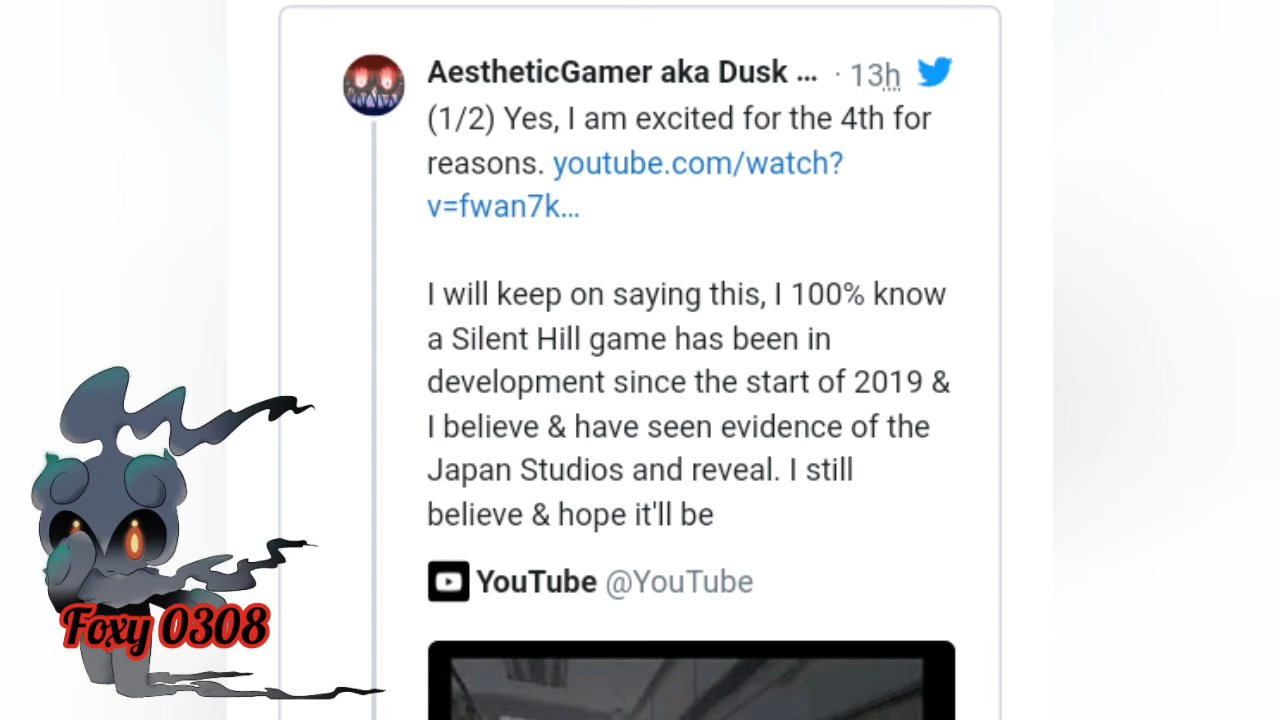 AestheticGamer aka Dusk ... · 13h
(1/2) Yes, I am excited for the 4th for
reasons. youtube.com/watch?
v=fwan7k...
I will keep on saying this, I 100% know
a Silent Hill game has been in
development since the start of 2019 &
I believe & have seen evidence of the
Japan Studios and reveal. I still
believe & hope it'll be
YouTube @YouTube
Foxy 0308